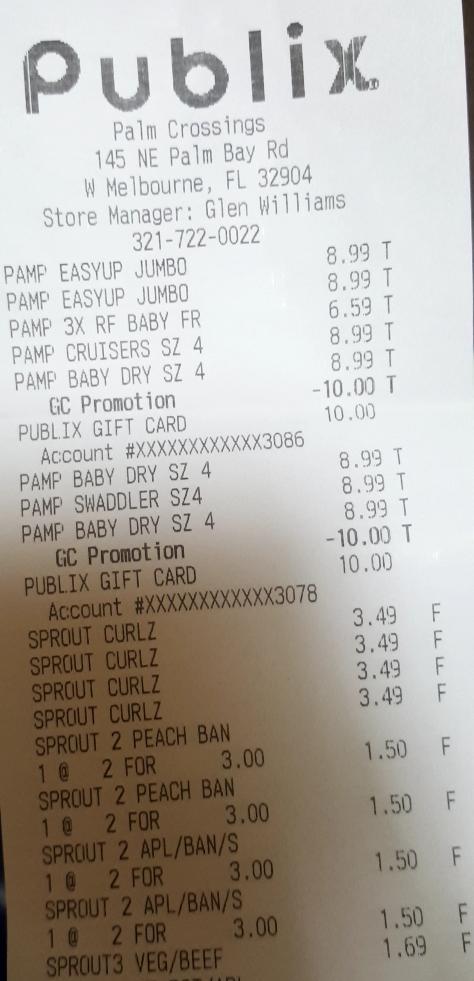 Publix.
Palm Crossings
145 NE Palm Bay Rd
W Melbourne, FL 32904
Store Manager: Glen Williams
321-722-0022
PAMP EASYUP JUMBO 8.99 T
PAMP EASYUP JUMBO 8.99 T
PAMP 3X RF BABY FR 6.59 T
PAMP CRUISERS SZ 4 8.99 T
PAMP BABY DRY SZ 4 8.99 T
GC Promotion -10.00 T
PUBLIX GIFT CARD 10.00
Account #XXXXXXXXXXXX3086
PAMP BABY DRY SZ 4 8.99 T
PAMP SWADDLER SZ4 8.99 T
PAMP BABY DRY SZ 4 8.99 T
GC Promotion -10.00 T
PUBLIX GIFT CARD 10.00
Account #XXXXXXXXXXXX3078
SPROUT CURLZ 3.49 F
SPROUT CURLZ 3.49 F
SPROUT CURLZ 3.49 F
SPROUT CURLZ 3.49 F
SPROUT 2 PEACH BAN
1 @ 2 FOR 3.00 1.50 F
SPROUT 2 PEACH BAN
1 @ 2 FOR 3.00 1.50 F
SPROUT 2 APL/BAN/S
1 @ 2 FOR 3.00 1.50 F
SPROUT 2 APL/BAN/S
1 @ 2 FOR 3.00 1.50 F
SPROUT3 VEG/BEEF 1.69 F